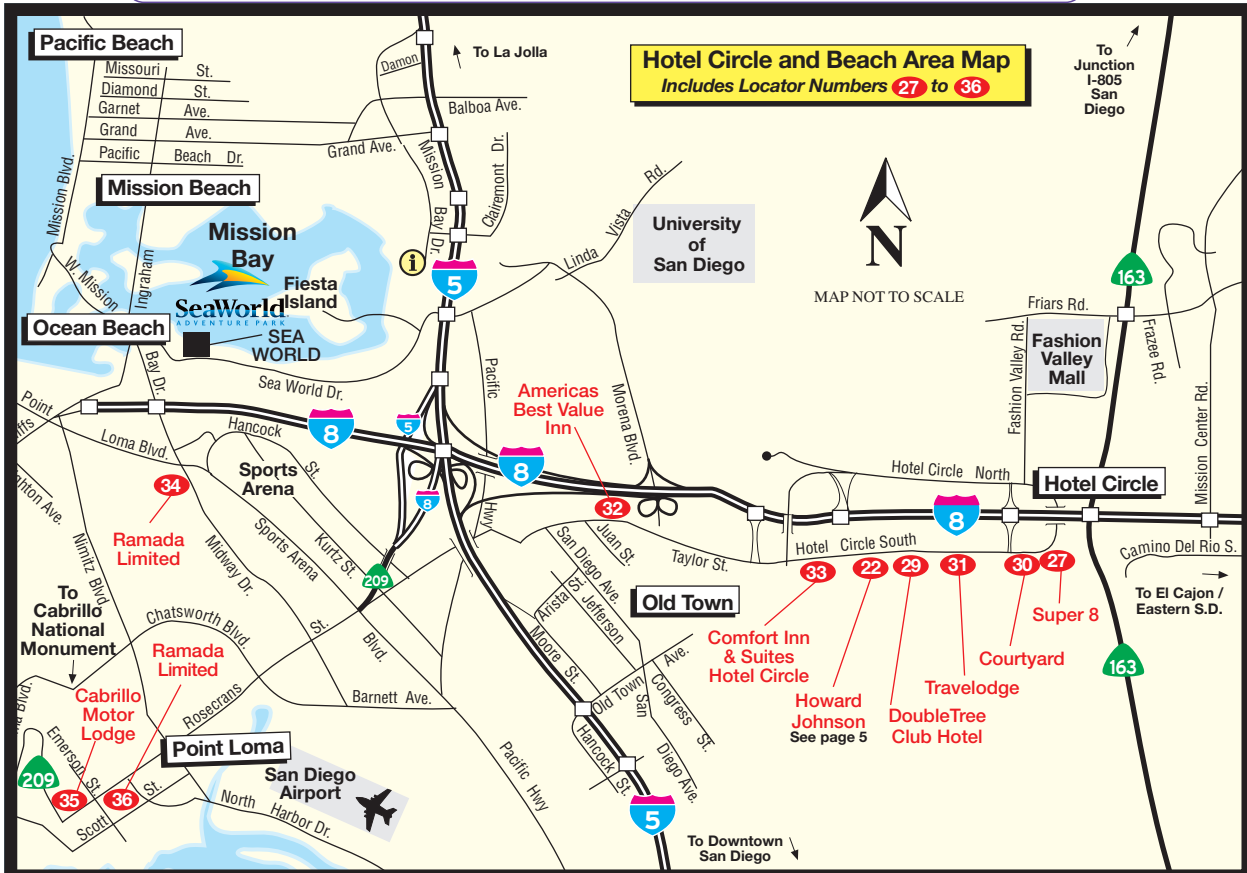 Pacific Beach
Missouri St.
Diamond St.
Garnet Ave.
Grand Ave.
Pacific Beach Dr.
Mission Blvd.
Mission Beach
Damon
To La Jolla
Balboa Ave.
Grand Ave.
Mission Bay Dr.
Clairemont Dr.
Hotel Circle and Beach Area Map
Includes Locator Numbers 27 to 36
To
Junction
I-805
San
Diego
Mission
Bay
SeaWorld
ADVENTURE PARK
Fiesta
Island
SEA
WORLD
W. Mission
Bay Dr.
Ingraham
Ocean Beach
i
5
Linda Vista Rd.
University
of
San Diego
N
MAP NOT TO SCALE
163
Friars Rd.
Frazee Rd.
Fashion Valley Rd.
Fashion
Valley
Mall
Mission Center Rd.
Sea World Dr.
Pacific
Hwy
Morena Blvd.
Americas
Best Value
Inn
32
Point
Loma Blvd.
8
5
8
8
Hancock St.
Sports
Arena
34
Ramada
Limited
Nimitz Blvd
Midway Dr.
Sports Arena
Blvd.
Kurtz St.
209
Hotel Circle North
Hotel Circle
8
Hotel Circle South
Camino Del Rio S.
To El Cajon /
Eastern S.D.
Taylor St.
Juan St.
San Diego Ave.
Arista St.
Jefferson
Old Town
33
22
29
31
30
27
Comfort Inn
& Suites
Hotel Circle
Howard
Johnson
See page 5
DoubleTree
Club Hotel
Travelodge
Courtyard
Super 8
163
To
Cabrillo
National
Monument
Chatsworth Blvd.
Ramada
Limited
Cabrillo
Motor
Lodge
Rosecrans St.
Barnett Ave.
Moore St.
Old Town Ave.
Congress St.
San
Diego Ave.
Hancock St.
Point Loma
Emerson St.
Scott St.
209
35
36
San Diego
Airport
North Harbor Dr.
Pacific Hwy
5
To Downtown
San Diego